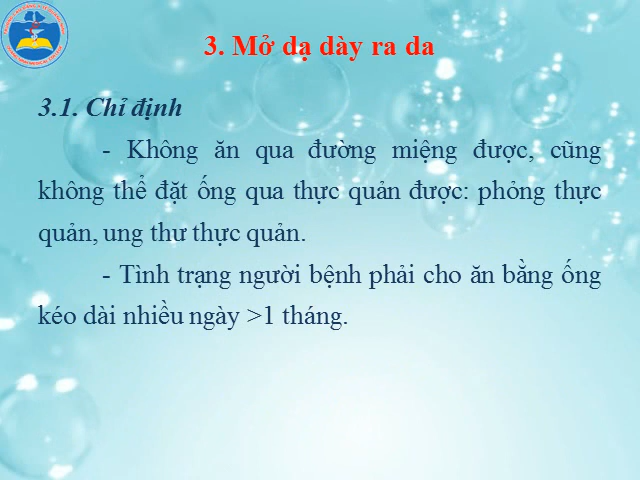 3. Mở dạ dày ra da
3.1. Chỉ định
- Không ăn qua đường miệng được, cũng
không thể đặt ống qua thực quản được: phỏng thực
quản, ung thư thực quản.
- Tình trạng người bệnh phải cho ăn bằng ống
kéo dài nhiều ngày >1 tháng.